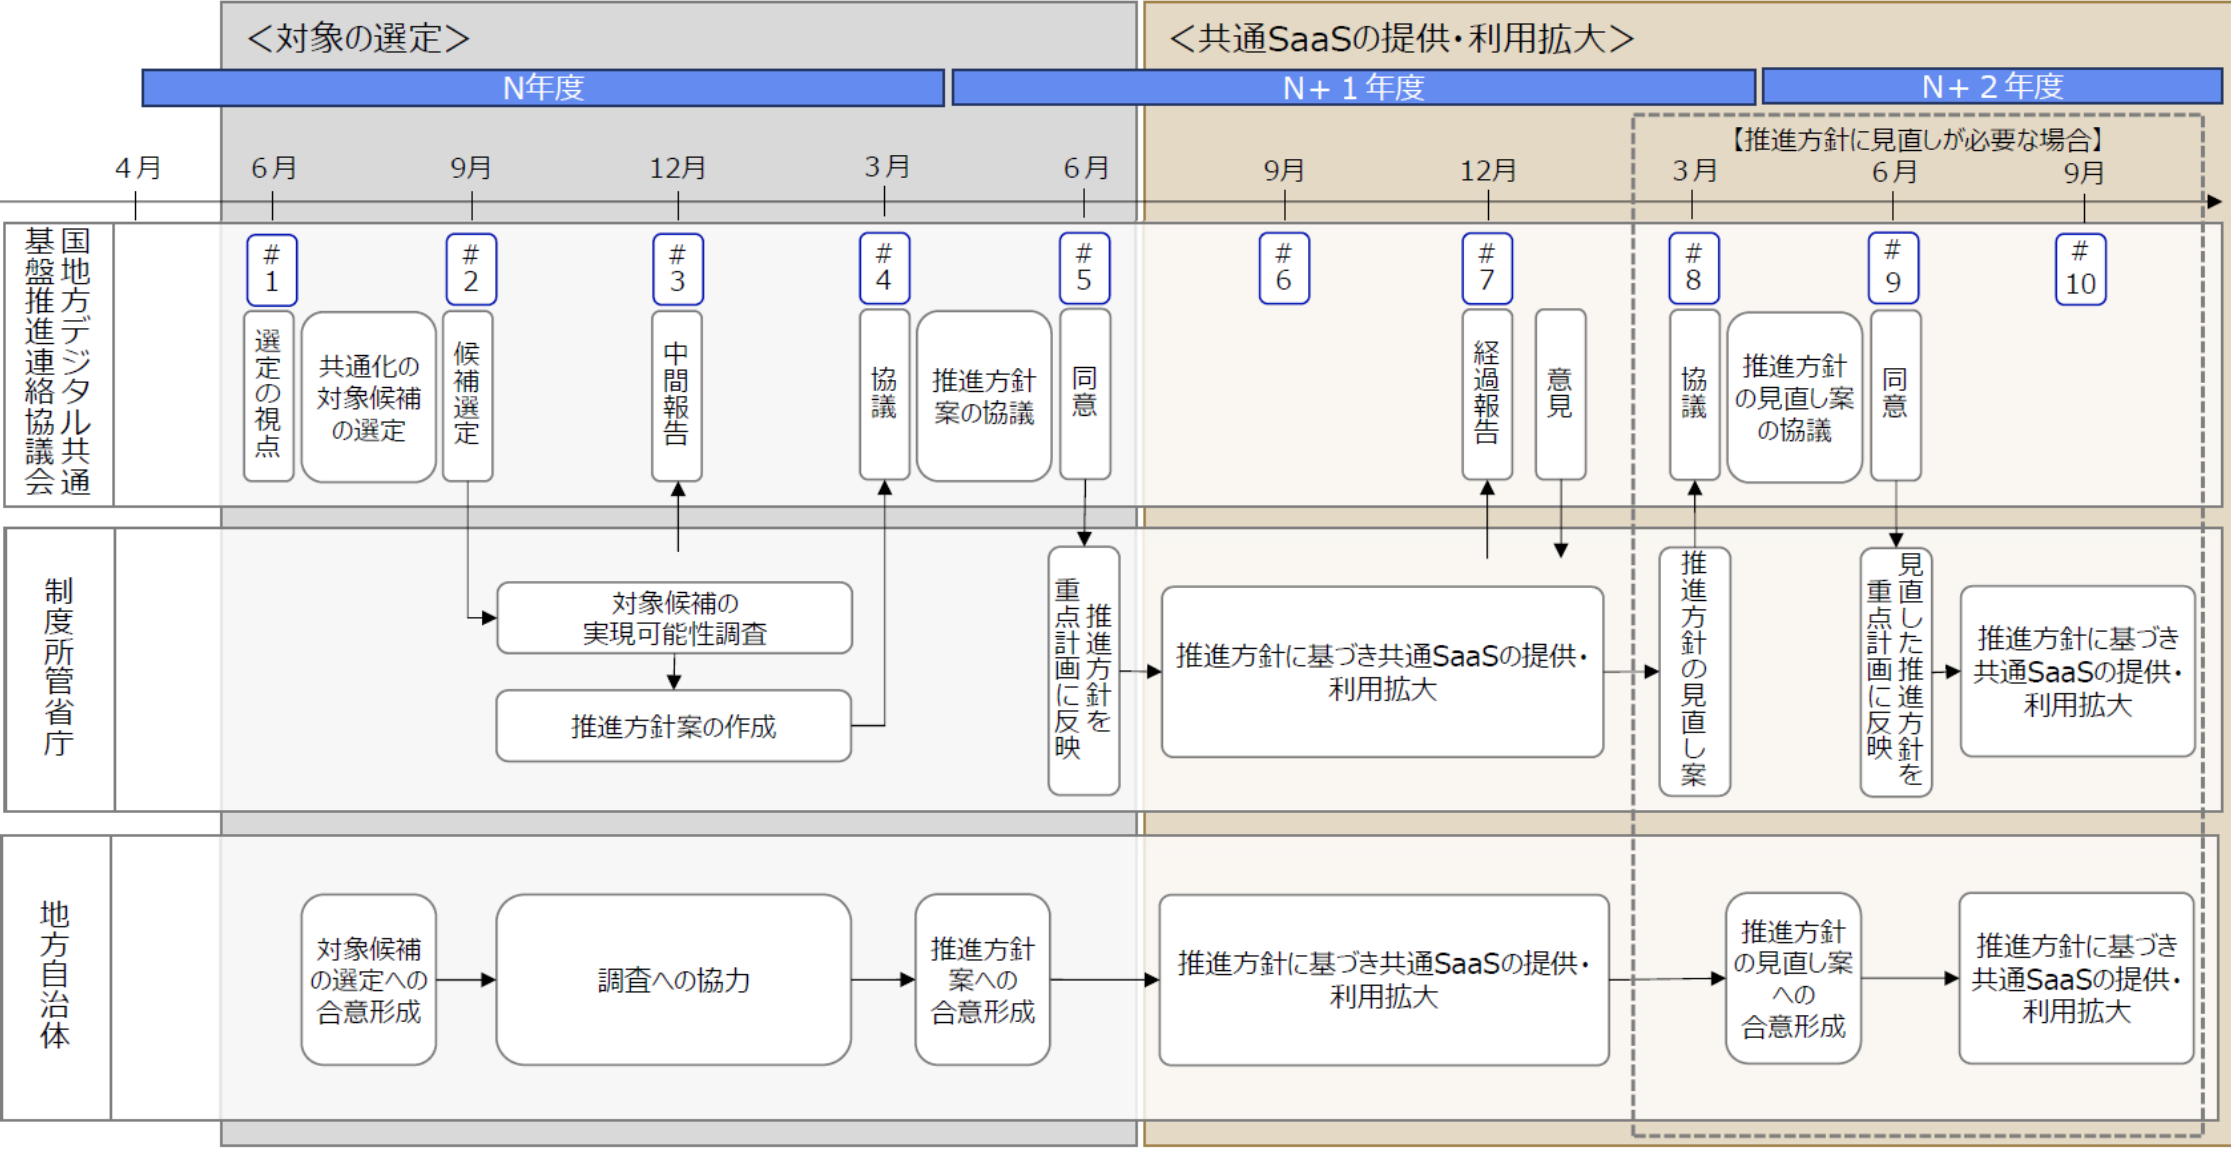 ＜対象の選定＞
＜共通SaaSの提供・利用拡大＞
N年度
N+１年度
N+２年度
【推進方針に見直しが必要な場合】
４月
６月
９月
12月
３月
６月
９月
12月
３月
６月
９月
国地方デジタル共通
基盤推進連絡協議会
#
1
#
2
#
3
#
4
#
5
#
6
#
7
#
8
#
9
#
10
選定の視点
共通化の
対象候補
の選定
候補選定
中間報告
協議
推進方針
案の協議
同意
経過報告
意見
協議
推進方針
の見直し案
の協議
同意
制度所管省庁
対象候補の
実現可能性調査
推進方針案の作成
推進方針を
重点計画に反映
推進方針に基づき共通SaaSの提供・
利用拡大
推進方針の見直し案
見直した推進方針を
重点計画に反映
推進方針に基づき
共通SaaSの提供・
利用拡大
地方自治体
対象候補
の選定への
合意形成
調査への協力
推進方針
案への
合意形成
推進方針に基づき共通SaaSの提供・
利用拡大
推進方針
の見直し案
への
合意形成
推進方針に基づき
共通SaaSの提供・
利用拡大